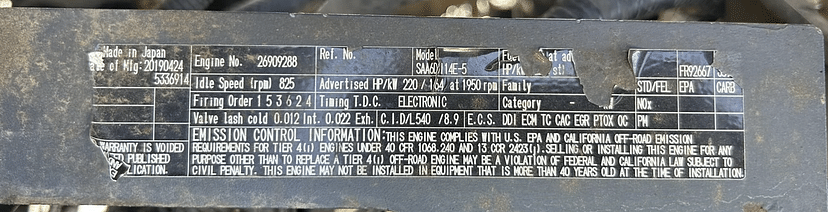 Made in Japan
ate of Mfg: 20190424
5336914
WARRANTY IS VOIDED
PUBLISHED
LICATION.
Engine No. 26909288 Ref. No. Model SAA6D114E-5
Idle Speed (rpm) 825 Advertised HP/kW 220 / 164 at 1950 rpm Family STD/FEL EPA CARB
FR92667
Firing Order 1 5 3 6 2 4 Timing T.D.C. ELECTRONIC Category - NOx
Valve lash cold 0.012 Int. 0.022 Exh. C.I.D/L 540 /8.9 E.C.S. DDI ECM TC CAC EGR PTOX OC PM
EMISSION CONTROL INFORMATION: THIS ENGINE COMPLIES WITH U.S. EPA AND CALIFORNIA OFF-ROAD EMISSION
REQUIREMENTS FOR TIER 4(i) ENGINES UNDER 40 CFR 1068.240 AND 13 CCR 2423(j). SELLING OR INSTALLING THIS ENGINE FOR ANY
PURPOSE OTHER THAN TO REPLACE A TIER 4(i) OFF-ROAD ENGINE MAY BE A VIOLATION OF FEDERAL AND CALIFORNIA LAW SUBJECT TO
CIVIL PENALTY. THIS ENGINE MAY NOT BE INSTALLED IN EQUIPMENT THAT IS MORE THAN 40 YEARS OLD AT THE TIME OF INSTALLATION.